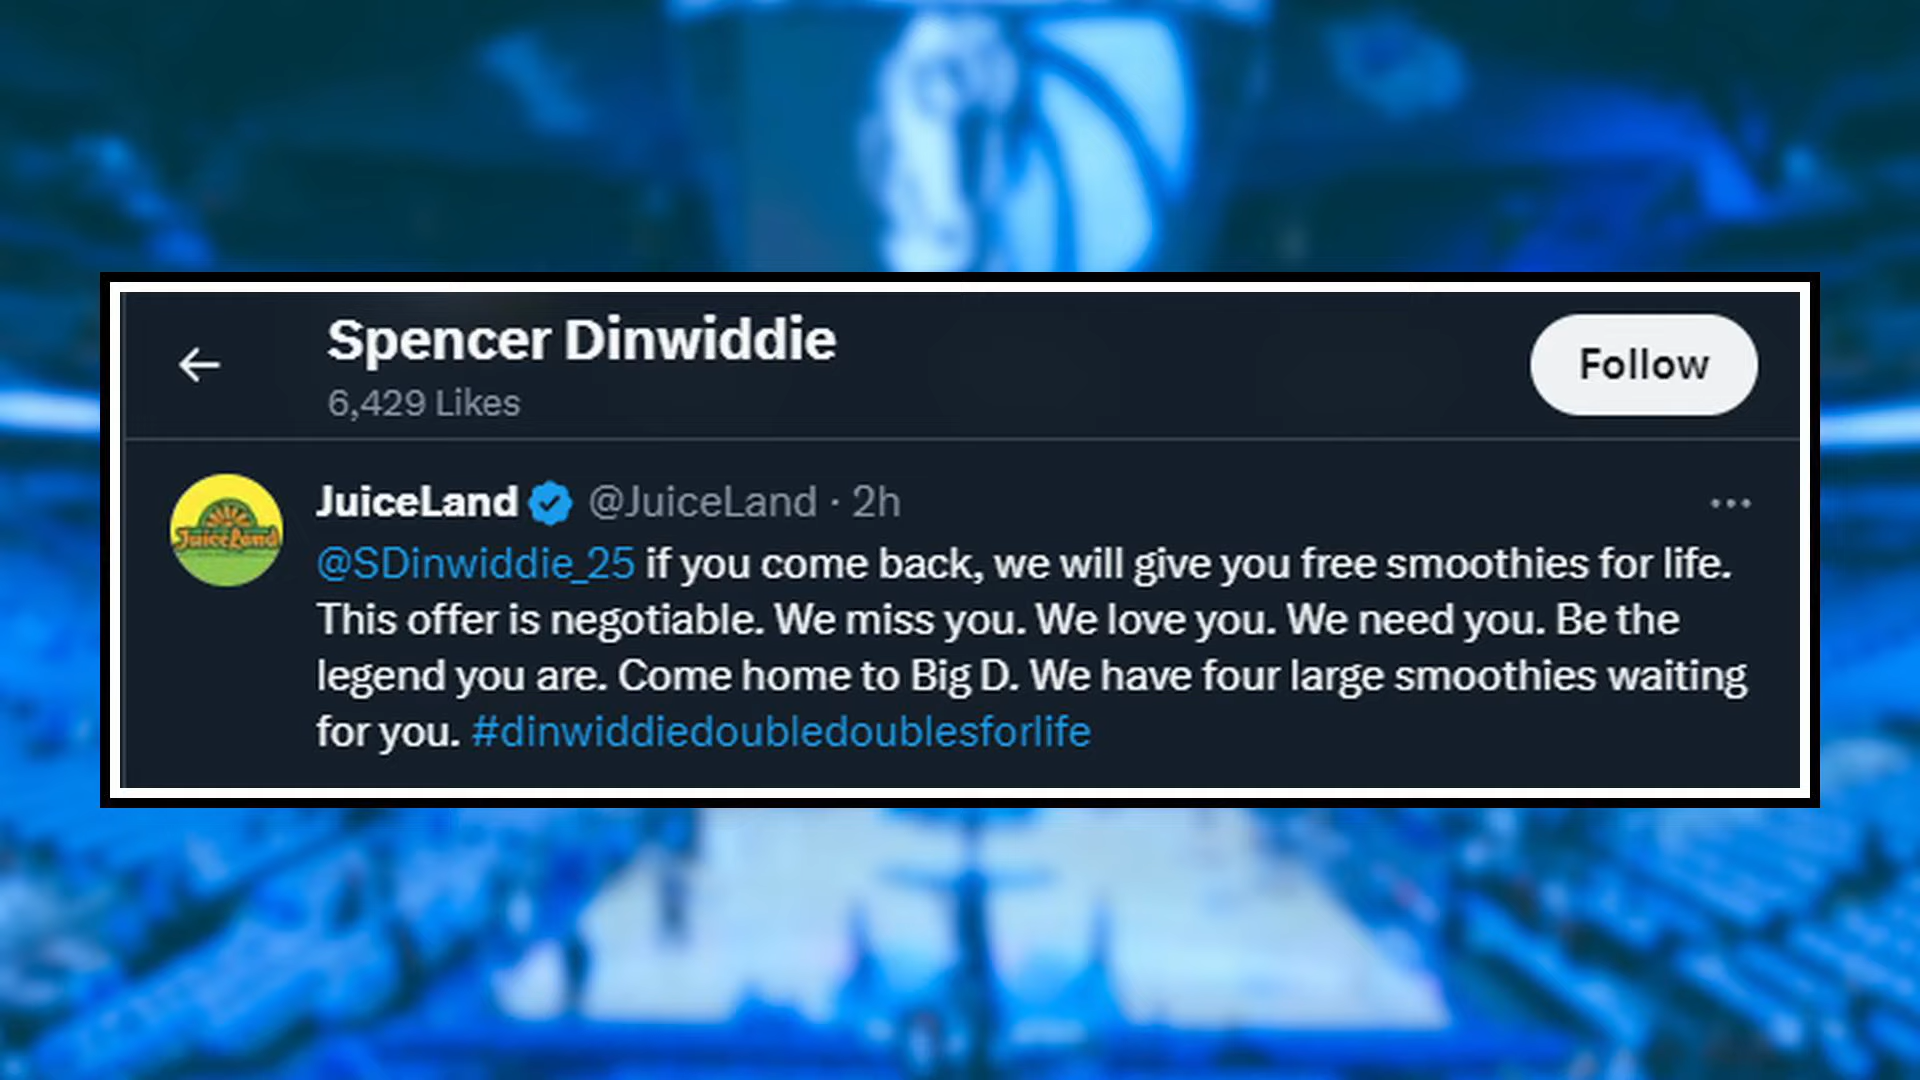 Spencer Dinwiddie
6,429 Likes
Follow
JuiceLand @JuiceLand · 2h
JuiceLand
@SDinwiddie_25 if you come back, we will give you free smoothies for life.
This offer is negotiable. We miss you. We love you. We need you. Be the
legend you are. Come home to Big D. We have four large smoothies waiting
for you. #dinwiddiedoubledoublesforlife